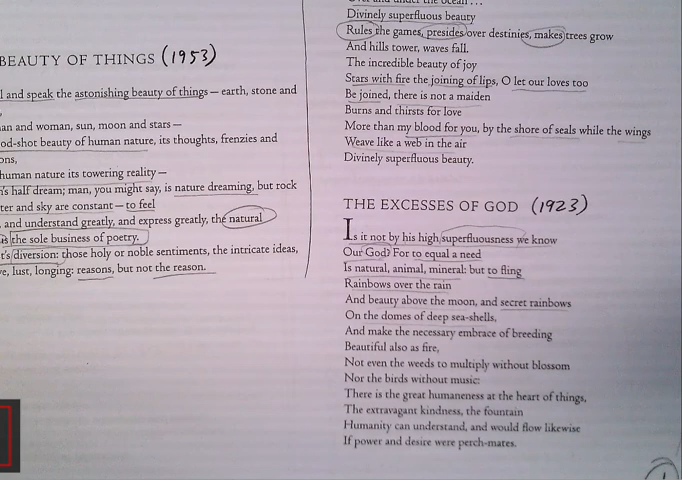 BEAUTY OF THINGS (1953)
l and speak the astonishing beauty of things — earth, stone and
an and woman, sun, moon and stars —
od-shot beauty of human nature, its thoughts, frenzies and
ons,
human nature its towering reality —
's half dream; man, you might say, is nature dreaming, but rock
ter and sky are constant — to feel
, and understand greatly, and express greatly, the natural
is the sole business of poetry.
t's diversion: those holy or noble sentiments, the intricate ideas,
e, lust, longing: reasons, but not the reason.
Over and under the ocean . . .
Divinely superfluous beauty
Rules the games, presides over destinies, makes trees grow
And hills tower, waves fall.
The incredible beauty of joy
Stars with fire the joining of lips, O let our loves too
Be joined, there is not a maiden
Burns and thirsts for love
More than my blood for you, by the shore of seals while the wings
Weave like a web in the air
Divinely superfluous beauty.
THE EXCESSES OF GOD (1923)
Is it not by his high superfluousness we know
Our God? For to equal a need
Is natural, animal, mineral: but to fling
Rainbows over the rain
And beauty above the moon, and secret rainbows
On the domes of deep sea-shells,
And make the necessary embrace of breeding
Beautiful also as fire,
Not even the weeds to multiply without blossom
Nor the birds without music:
There is the great humaneness at the heart of things,
The extravagant kindness, the fountain
Humanity can understand, and would flow likewise
If power and desire were perch-mates.